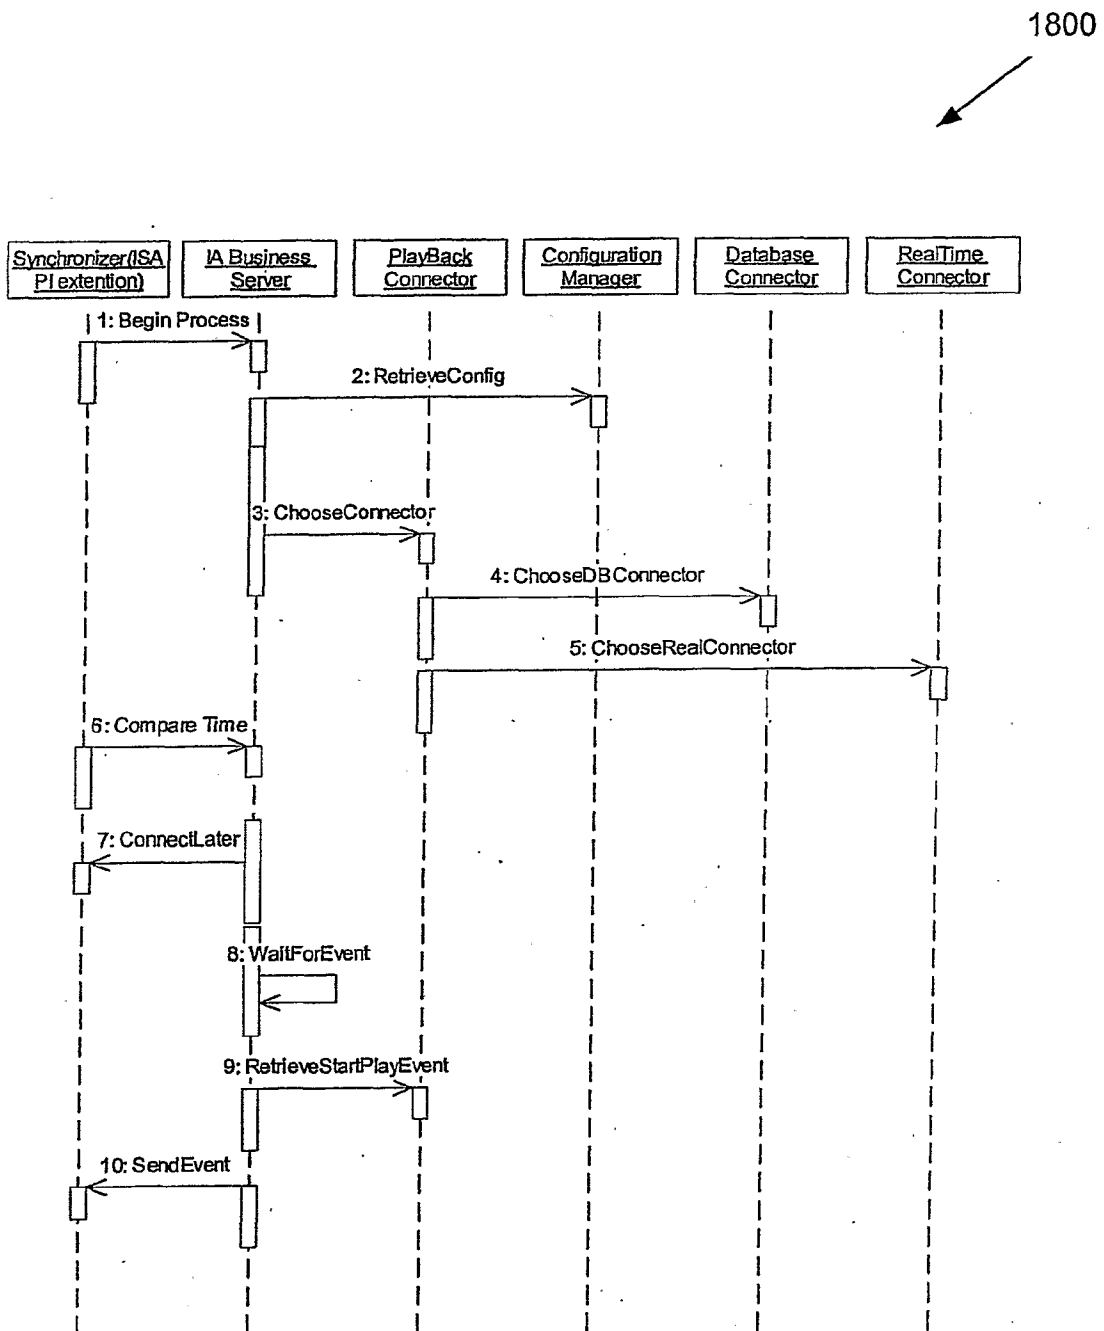 1800
Synchronizer(ISA
PI extention)
IA Business
Server
PlayBack
Connector
Configuration
Manager
Database
Connector
RealTime
Connector
1: Begin Process
2: RetrieveConfig
3: ChooseConnector
4: ChooseDBConnector
5: ChooseRealConnector
6: Compare Time
7: ConnectLater
8: WaitForEvent
9: RetrieveStartPlayEvent
10: SendEvent